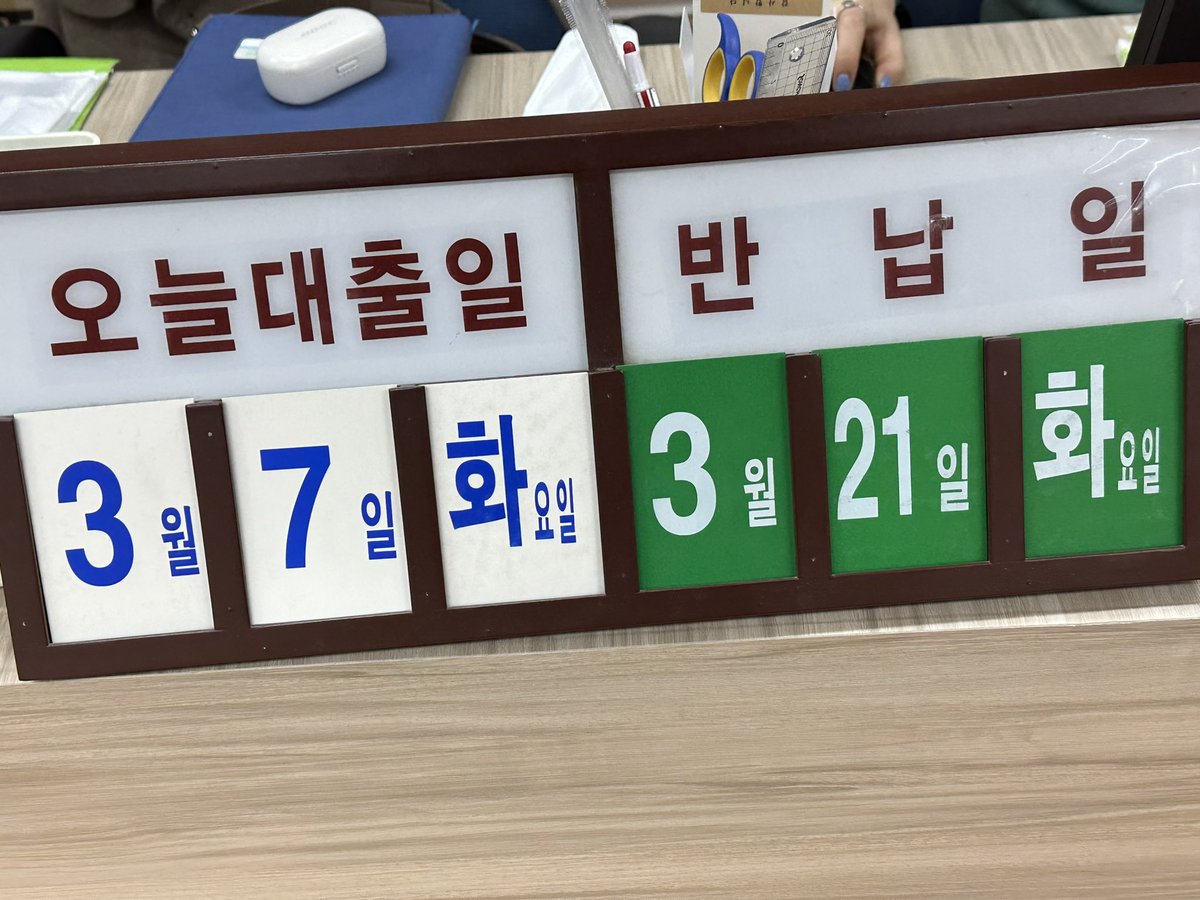 오늘대출일
반 납 일
3월 7일 화요일
3월 21일 화요일